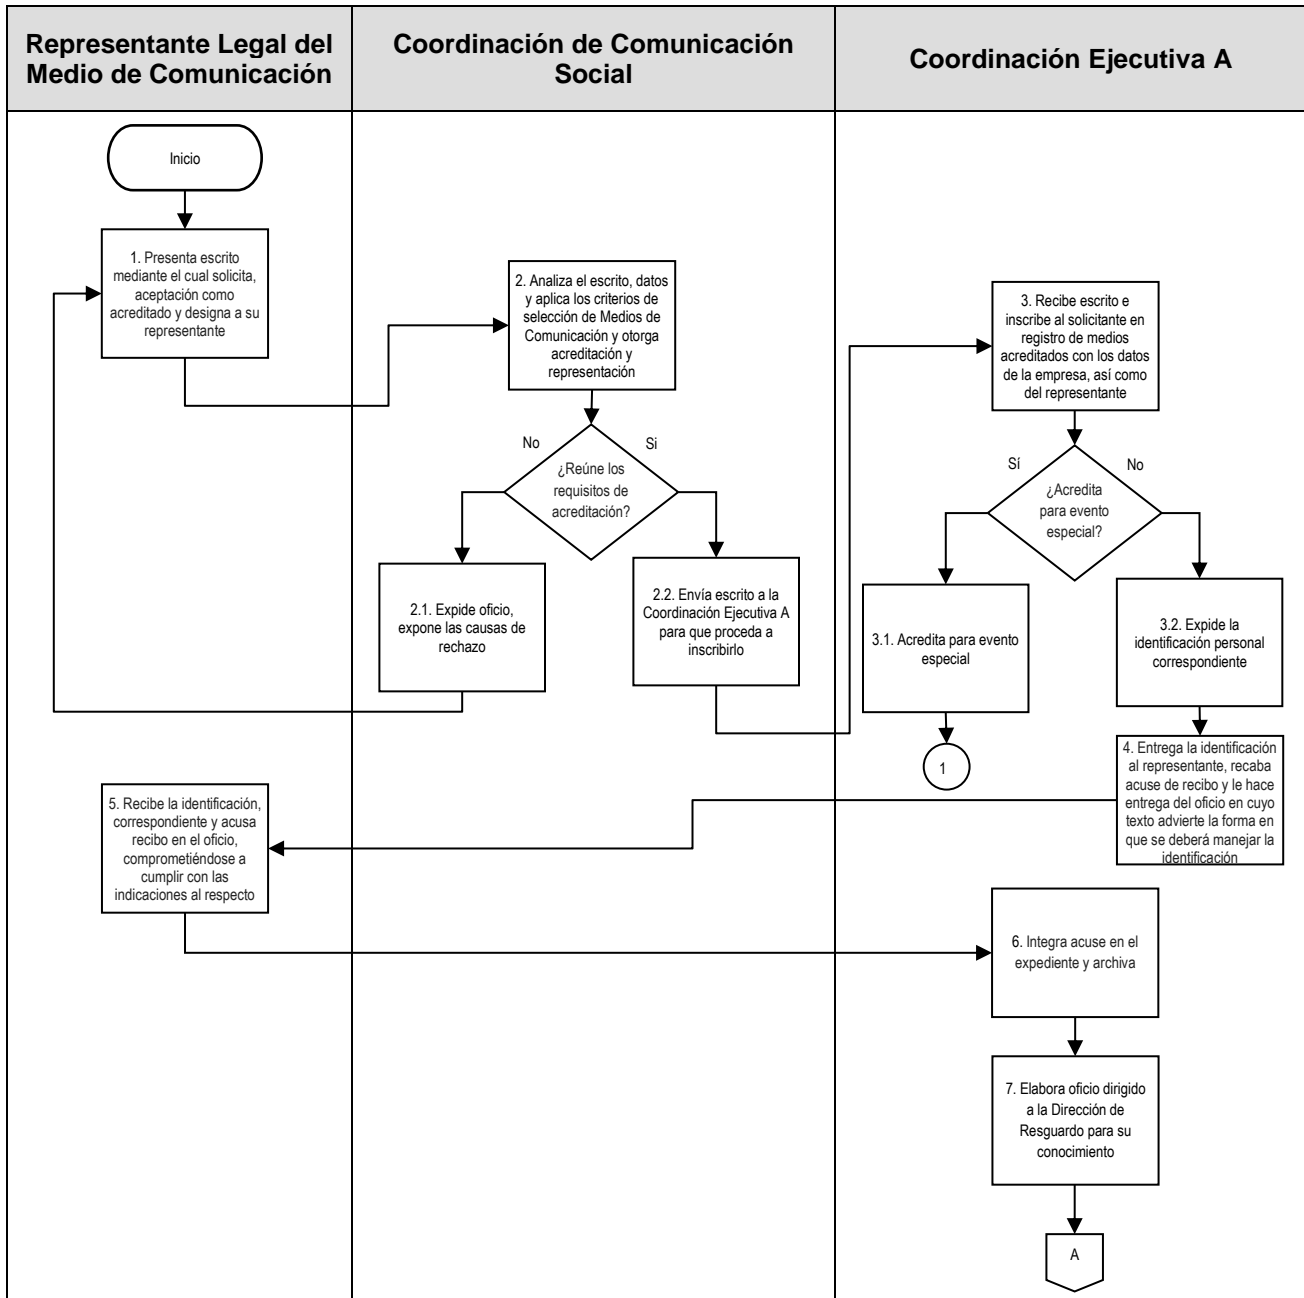 Representante Legal del
Medio de Comunicación
Coordinación de Comunicación
Social
Coordinación Ejecutiva A
Inicio
1. Presenta escrito
mediante el cual solicita,
aceptación como
acreditado y designa a su
representante
2. Analiza el escrito, datos
y aplica los criterios de
selección de Medios de
Comunicación y otorga
acreditación y
representación
3. Recibe escrito e
inscribe al solicitante en
registro de medios
acreditados con los datos
de la empresa, así como
del representante
No
Si
¿Reúne los
requisitos de
acreditación?
Sí
No
¿Acredita
para evento
especial?
2.1. Expide oficio,
expone las causas de
rechazo
2.2. Envía escrito a la
Coordinación Ejecutiva A
para que proceda a
inscribirlo
3.1. Acredita para evento
especial
3.2. Expide la
identificación personal
correspondiente
1
4. Entrega la identificación
al representante, recaba
acuse de recibo y le hace
entrega del oficio en cuyo
texto advierte la forma en
que se deberá manejar la
identificación
5. Recibe la identificación,
correspondiente y acusa
recibo en el oficio,
comprometiéndose a
cumplir con las
indicaciones al respecto
6. Integra acuse en el
expediente y archiva
7. Elabora oficio dirigido
a la Dirección de
Resguardo para su
conocimiento
A